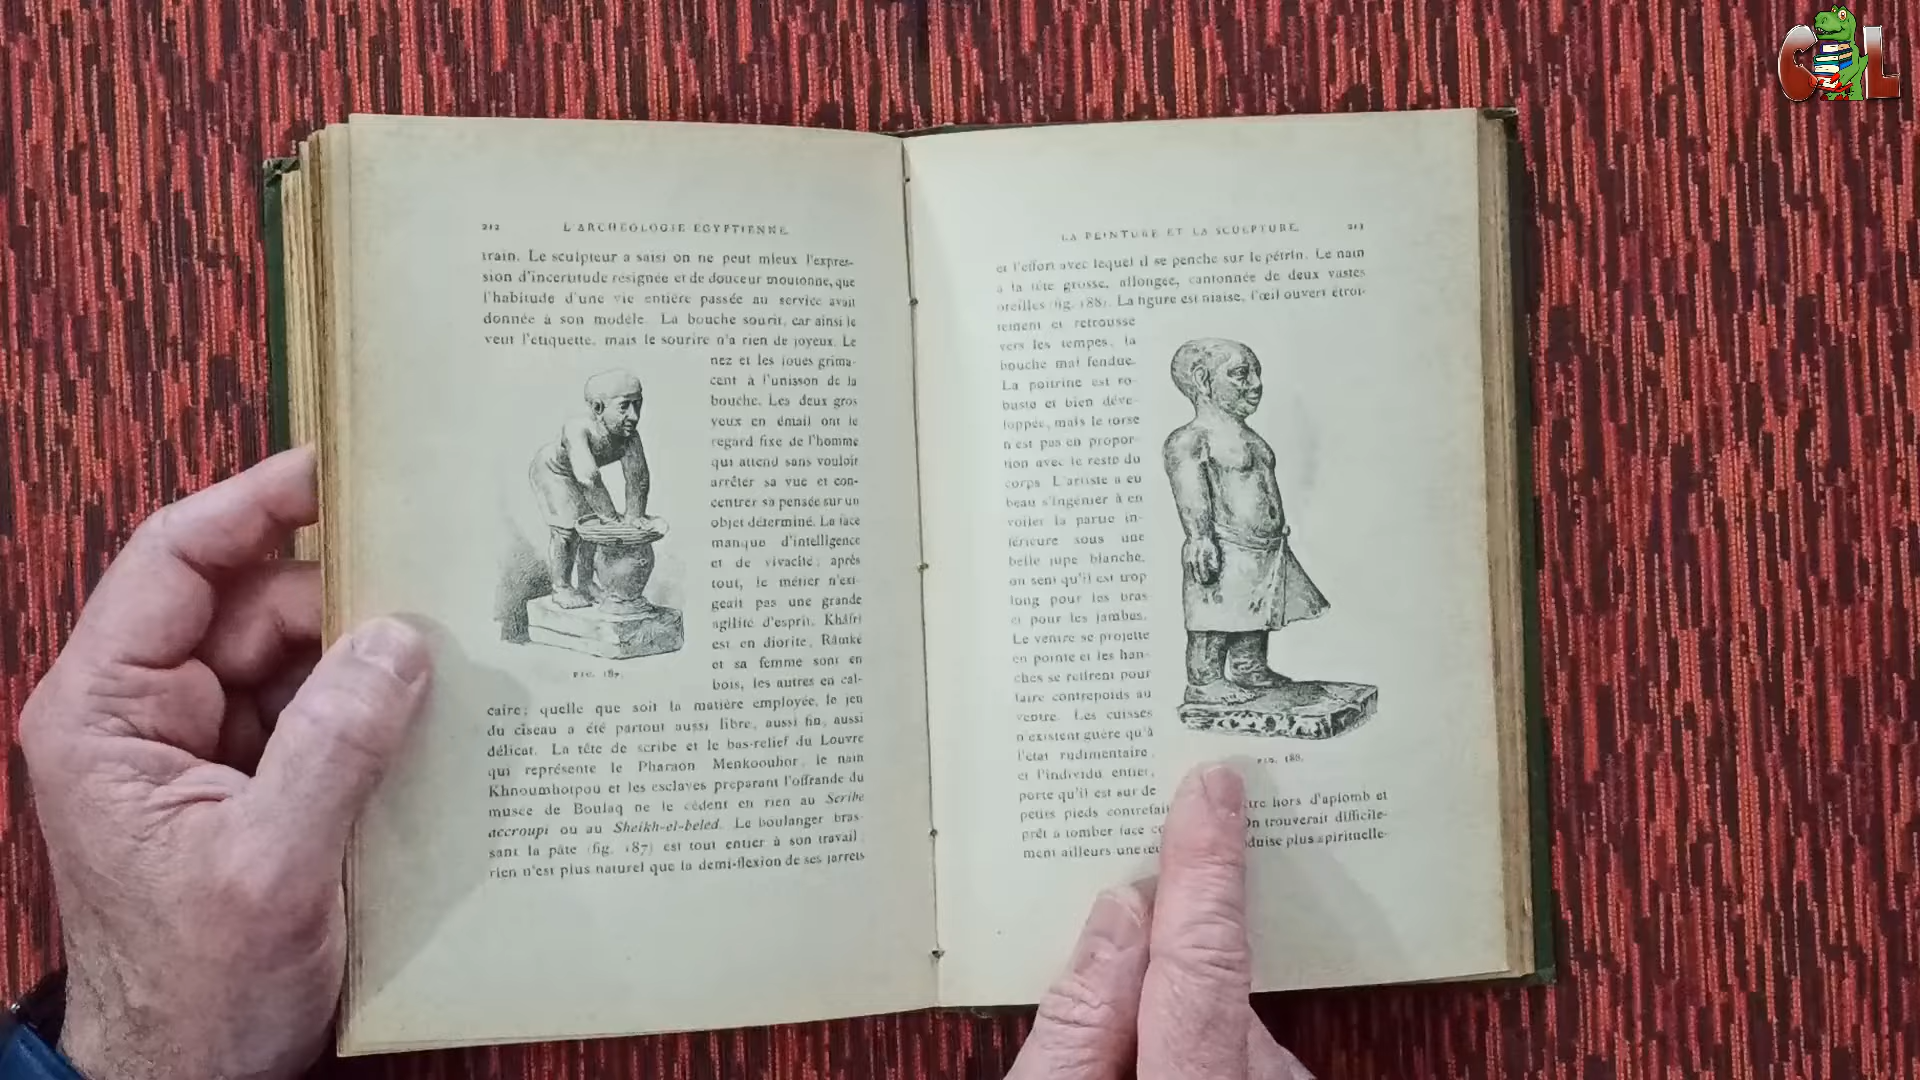 212 L'ARCHÉOLOGIE ÉGYPTIENNE.
train. Le sculpteur a saisi on ne peut mieux l'expres-
sion d'incertitude résignée et de douceur moutonne, que
l'habitude d'une vie entière passée au service avait
donnée à son modèle. La bouche sourit, car ainsi le
veut l'étiquette, mais le sourire n'a rien de joyeux. Le
nez et les joues grima-
cent à l'unisson de la
bouche. Les deux gros
yeux en émail ont le
regard fixe de l'homme
qui attend sans vouloir
arrêter sa vue et con-
centrer sa pensée sur un
objet déterminé. La face
manque d'intelligence
et de vivacité; après
tout, le métier n'exi-
geait pas une grande
agilité d'esprit. Khâfrî
est en diorite, Râmké
et sa femme sont en
bois, les autres en cal-
FIG. 187.
caire; quelle que soit la matière employée, le jeu
du ciseau a été partout aussi libre, aussi fin, aussi
délicat. La tête de scribe et le bas-relief du Louvre
qui représente le Pharaon Menkoouhor, le nain
Khnoumhotpou et les esclaves préparant l'offrande du
musée de Boulaq ne le cèdent en rien au Scribe
accroupi ou au Sheikh-el-beled. Le boulanger bras-
sant la pâte (fig. 187) est tout entier à son travail;
rien n'est plus naturel que la demi-flexion de ses jarrets
LA PEINTURE ET LA SCULPTURE. 213
et l'effort avec lequel il se penche sur le pétrin. Le nain
a la tête grosse, allongée, cantonnée de deux vastes
oreilles (fig. 188). La figure est niaise, l'œil ouvert étroi-
tement et retroussé
vers les tempes, la
bouche mal fendue.
La poitrine est ro-
buste et bien déve-
loppée, mais le torse
n'est pas en propor-
tion avec le reste du
corps. L'artiste a eu
beau s'ingénier à en
voiler la partie in-
férieure sous une
belle jupe blanche,
on sent qu'il est trop
long pour les bras
et pour les jambes.
Le ventre se projette
en pointe et les han-
ches se retirent pour
faire contrepoids au
ventre. Les cuisses
n'existent guère qu'à
l'état rudimentaire,
et l'individu entier,
porté qu'il est sur de
FIG. 188.
petits pieds contrefai hors d'aplomb et
prêt à tomber face On trouverait difficile-
ment ailleurs une plus spirituelle-
C L